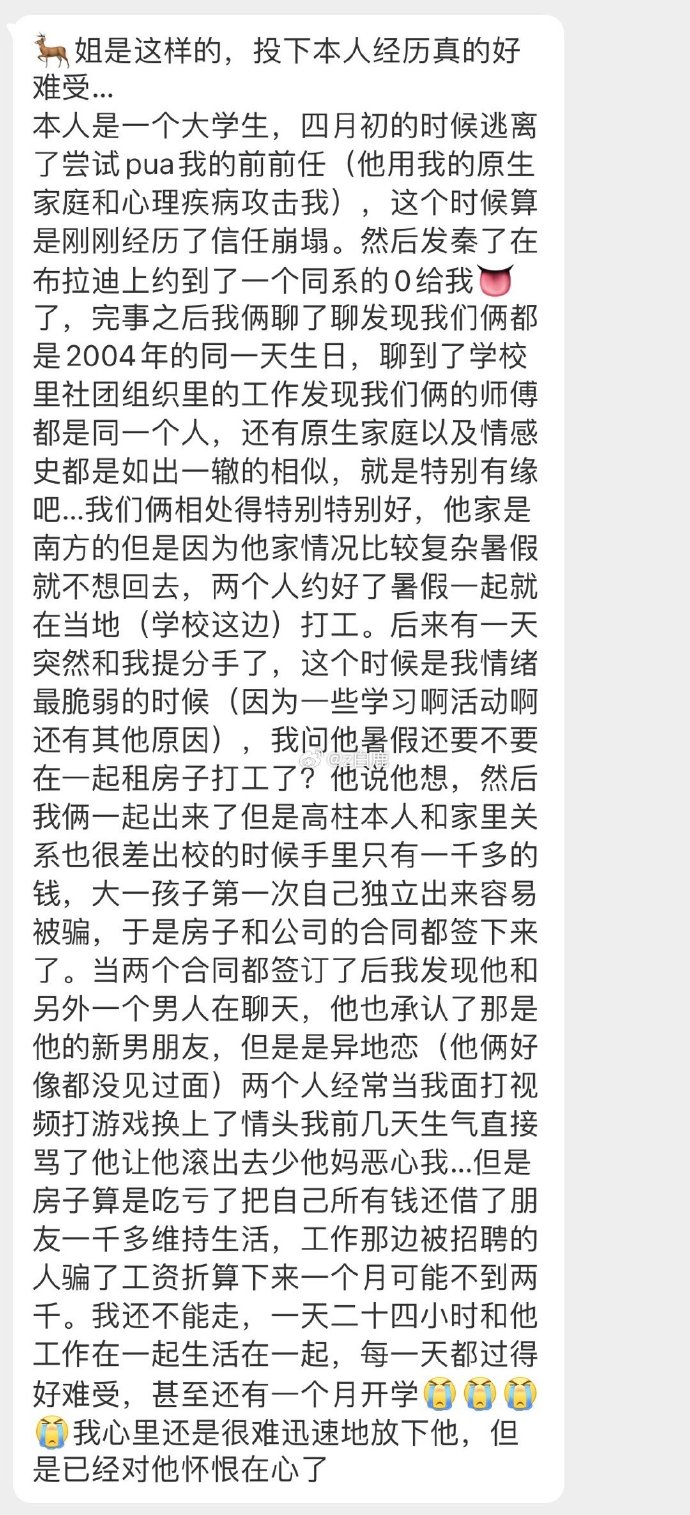 🦌姐是这样的，投下本人经历真的好
难受...
本人是一个大学生，四月初的时候逃离
了尝试pua我的前前任（他用我的原生
家庭和心理疾病攻击我），这个时候算
是刚刚经历了信任崩塌。然后发秦了在
布拉迪上约到了一个同系的0给我👅
了，完事之后我俩聊了聊发现我们俩都
是2004年的同一天生日，聊到了学校
里社团组织里的工作发现我们俩的师傅
都是同一个人，还有原生家庭以及情感
史都是如出一辙的相似，就是特别有缘
吧...我们俩相处得特别特别好，他家是
南方的但是因为他家情况比较复杂暑假
就不想回去，两个人约好了暑假一起就
在当地（学校这边）打工。后来有一天
突然和我提分手了，这个时候是我情绪
最脆弱的时候（因为一些学习啊活动啊
还有其他原因），我问他暑假还要不要
在一起租房子打工了？他说他想，然后
我俩一起出来了但是高柱本人和家里关
系也很差出校的时候手里只有一千多的
钱，大一孩子第一次自己独立出来容易
被骗，于是房子和公司的合同都签下来
了。当两个合同都签订了后我发现他和
另外一个男人在聊天，他也承认了那是
他的新男朋友，但是是异地恋（他俩好
像都没见过面）两个人经常当我面打视
频打游戏换上了情头我前几天生气直接
骂了他让他滚出去少他妈恶心我...但是
房子算是吃亏了把自己所有钱还借了朋
友一千多维持生活，工作那边被招聘的
人骗了工资折算下来一个月可能不到两
千。我还不能走，一天二十四小时和他
工作在一起生活在一起，每一天都过得
好难受，甚至还有一个月开学😭😭😭
😭我心里还是很难迅速地放下他，但
是已经对他怀恨在心了